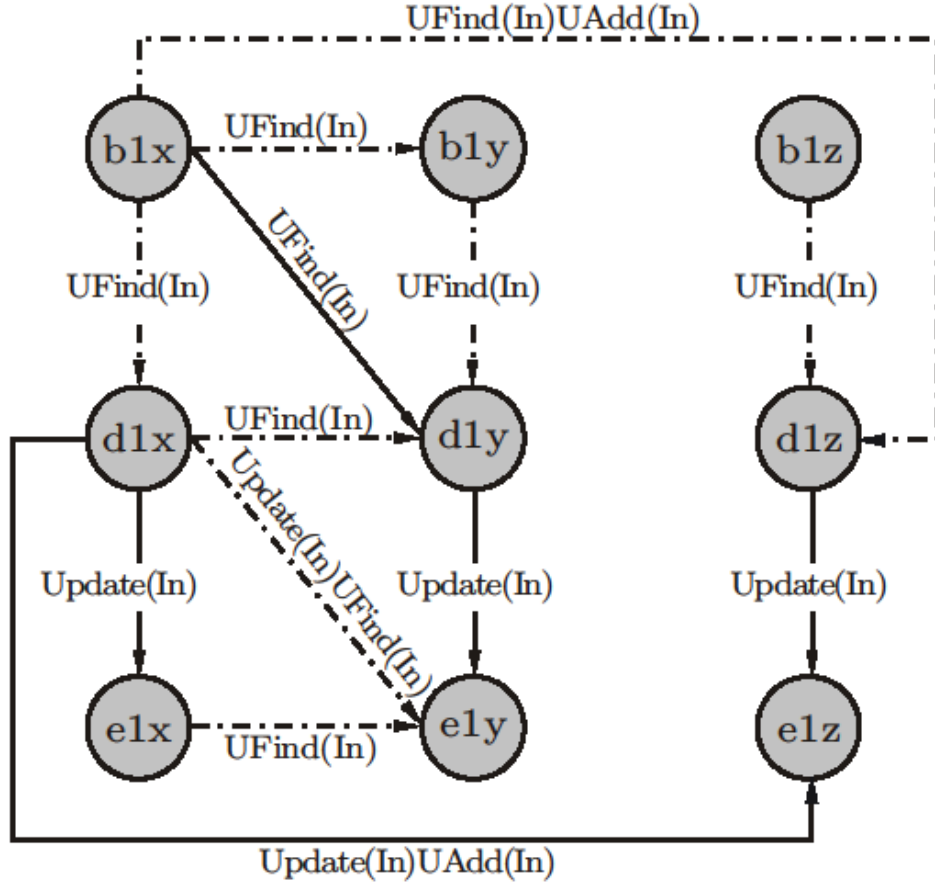 UFind(In)UAdd(In)
b1x
UFind(In)
b1y
b1z
UFind(In)
UFind(In)
UFind(In)
UFind(In)
d1x
UFind(In)
d1y
d1z
Update(In)UFind(In)
Update(In)
Update(In)
Update(In)
e1x
UFind(In)
e1y
e1z
Update(In)UAdd(In)